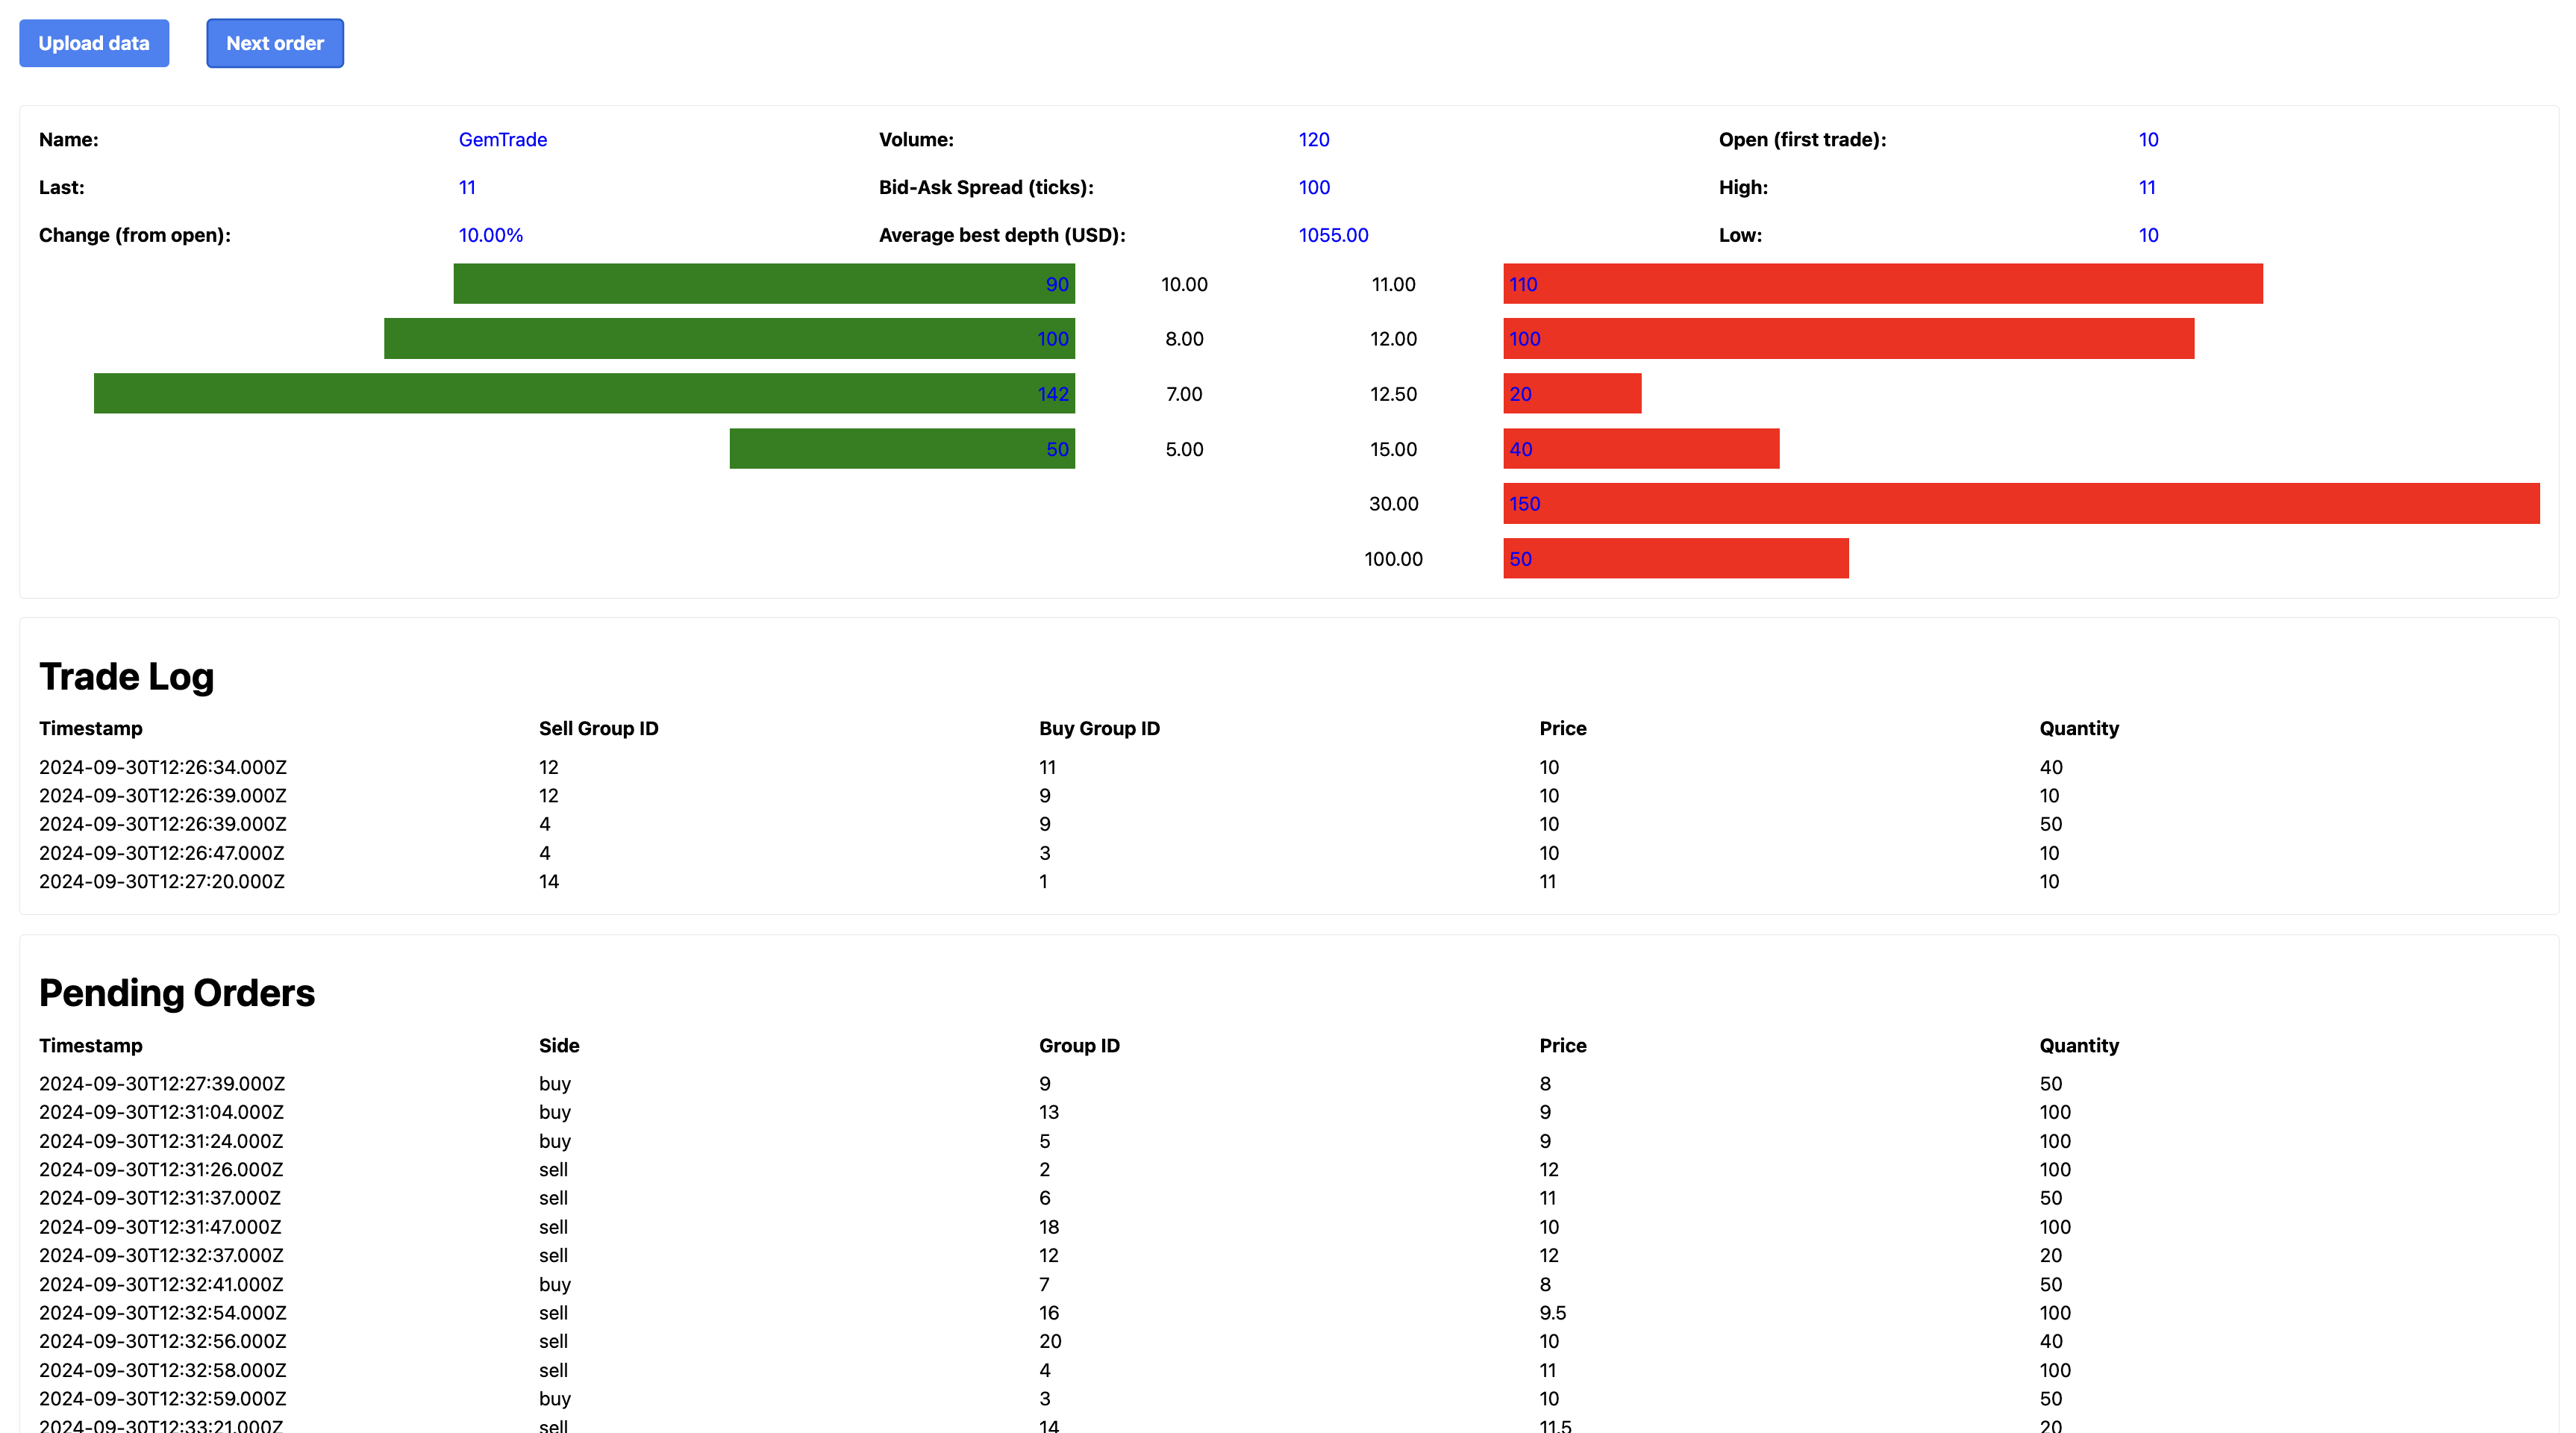 Upload data Next order
Name: GemTrade Volume: 120 Open (first trade): 10
Last: 11 Bid-Ask Spread (ticks): 100 High: 11
Change (from open): 10.00% Average best depth (USD): 1055.00 Low: 10
90 10.00 11.00 110
100 8.00 12.00 100
142 7.00 12.50 20
50 5.00 15.00 40
30.00 150
100.00 50
Trade Log
Timestamp Sell Group ID Buy Group ID Price Quantity
2024-09-30T12:26:34.000Z 12 11 10 40
2024-09-30T12:26:39.000Z 12 9 10 10
2024-09-30T12:26:39.000Z 4 9 10 50
2024-09-30T12:26:47.000Z 4 3 10 10
2024-09-30T12:27:20.000Z 14 1 11 10
Pending Orders
Timestamp Side Group ID Price Quantity
2024-09-30T12:27:39.000Z buy 9 8 50
2024-09-30T12:31:04.000Z buy 13 9 100
2024-09-30T12:31:24.000Z buy 5 9 100
2024-09-30T12:31:26.000Z sell 2 12 100
2024-09-30T12:31:37.000Z sell 6 11 50
2024-09-30T12:31:47.000Z sell 18 10 100
2024-09-30T12:32:37.000Z sell 12 12 20
2024-09-30T12:32:41.000Z buy 7 8 50
2024-09-30T12:32:54.000Z sell 16 9.5 100
2024-09-30T12:32:56.000Z sell 20 10 40
2024-09-30T12:32:58.000Z sell 4 11 100
2024-09-30T12:32:59.000Z buy 3 10 50
2024-09-30T12:33:21.000Z sell 14 11.5 20